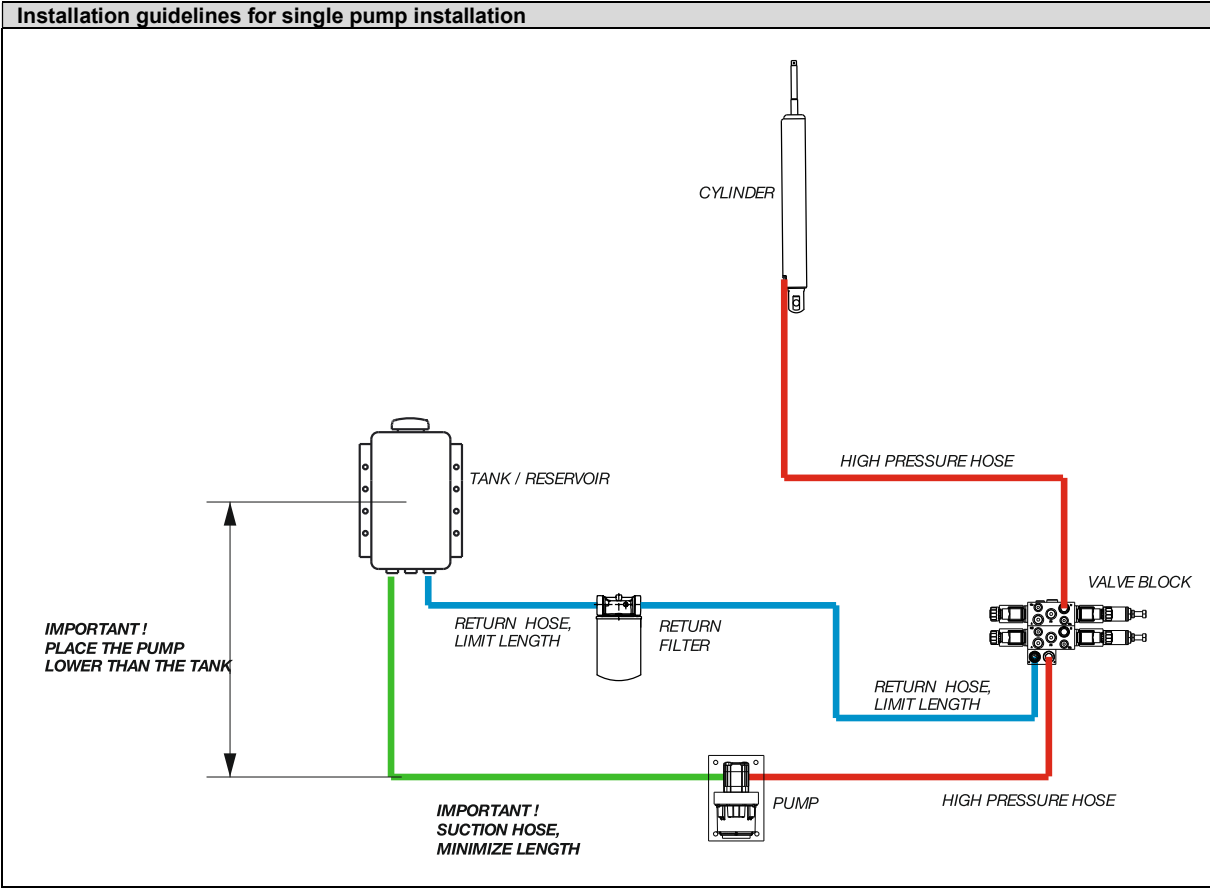 Installation guidelines for single pump installation
CYLINDER
HIGH PRESSURE HOSE
TANK / RESERVOIR
VALVE BLOCK
RETURN HOSE,
LIMIT LENGTH
RETURN
FILTER
IMPORTANT !
PLACE THE PUMP
LOWER THAN THE TANK
RETURN HOSE,
LIMIT LENGTH
PUMP
HIGH PRESSURE HOSE
IMPORTANT !
SUCTION HOSE,
MINIMIZE LENGTH